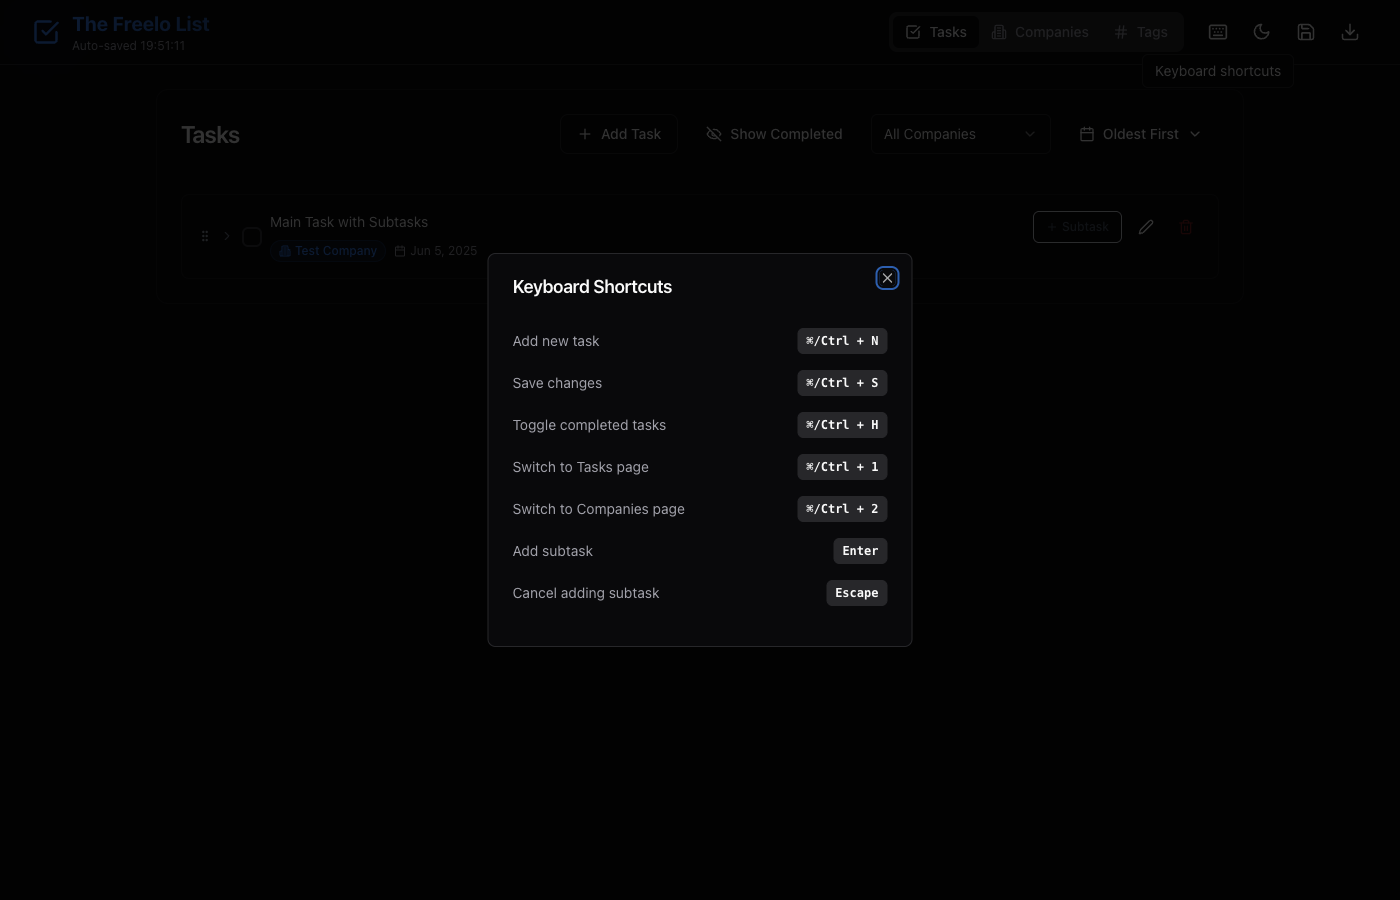 The Freelo List
Auto-saved 19:51:11
Tasks
Companies
Tags
Keyboard shortcuts
Tasks
Add Task
Show Completed
All Companies
Oldest First
Main Task with Subtasks
Test Company
Jun 5, 2025
+ Subtask
Keyboard Shortcuts
Add new task ⌘/Ctrl + N
Save changes ⌘/Ctrl + S
Toggle completed tasks ⌘/Ctrl + H
Switch to Tasks page ⌘/Ctrl + 1
Switch to Companies page ⌘/Ctrl + 2
Add subtask Enter
Cancel adding subtask Escape